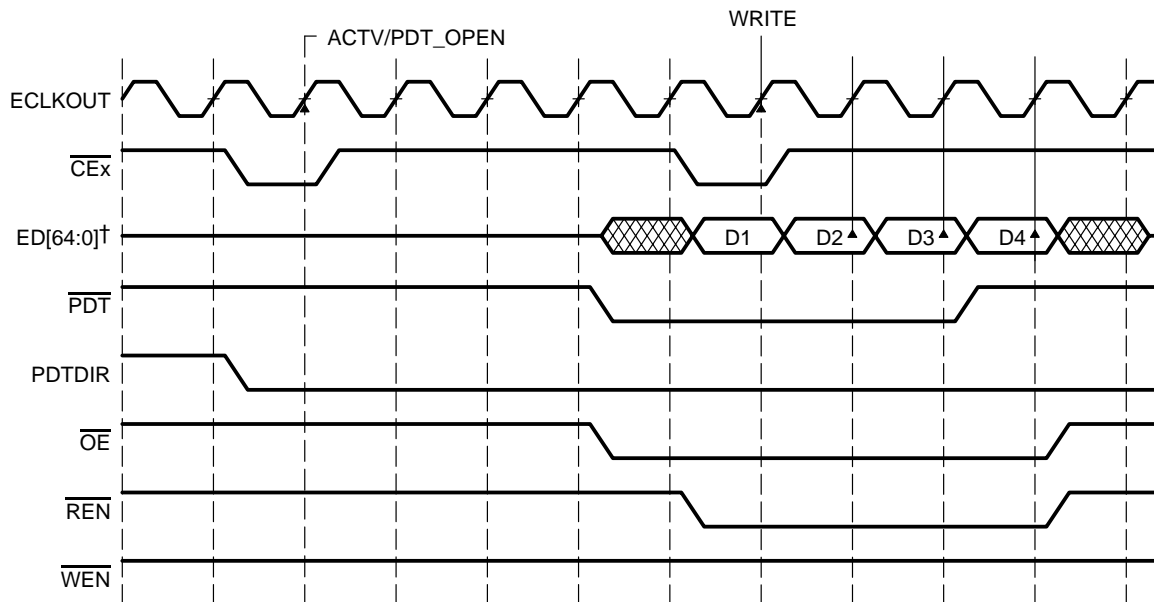 WRITE
ACTV/PDT_OPEN
ECLKOUT
CEx
ED[64:0]†
D1 D2 D3 D4
PDT
PDTDIR
OE
REN
WEN